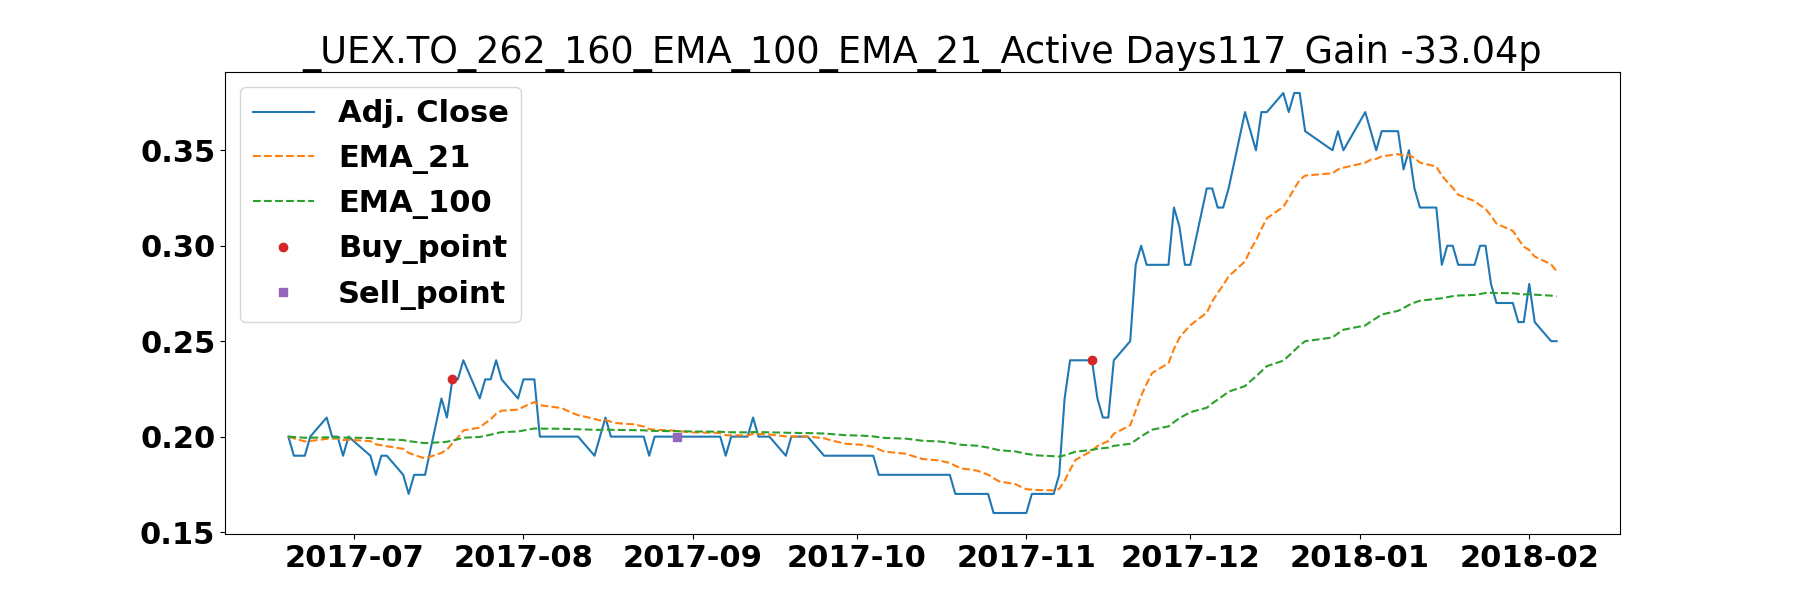 _UEX.TO_262_160_EMA_100_EMA_21_Active Days117_Gain -33.04p
Adj. Close
EMA_21
EMA_100
Buy_point
Sell_point
0.35
0.30
0.25
0.20
0.15
2017-07 2017-08 2017-09 2017-10 2017-11 2017-12 2018-01 2018-02